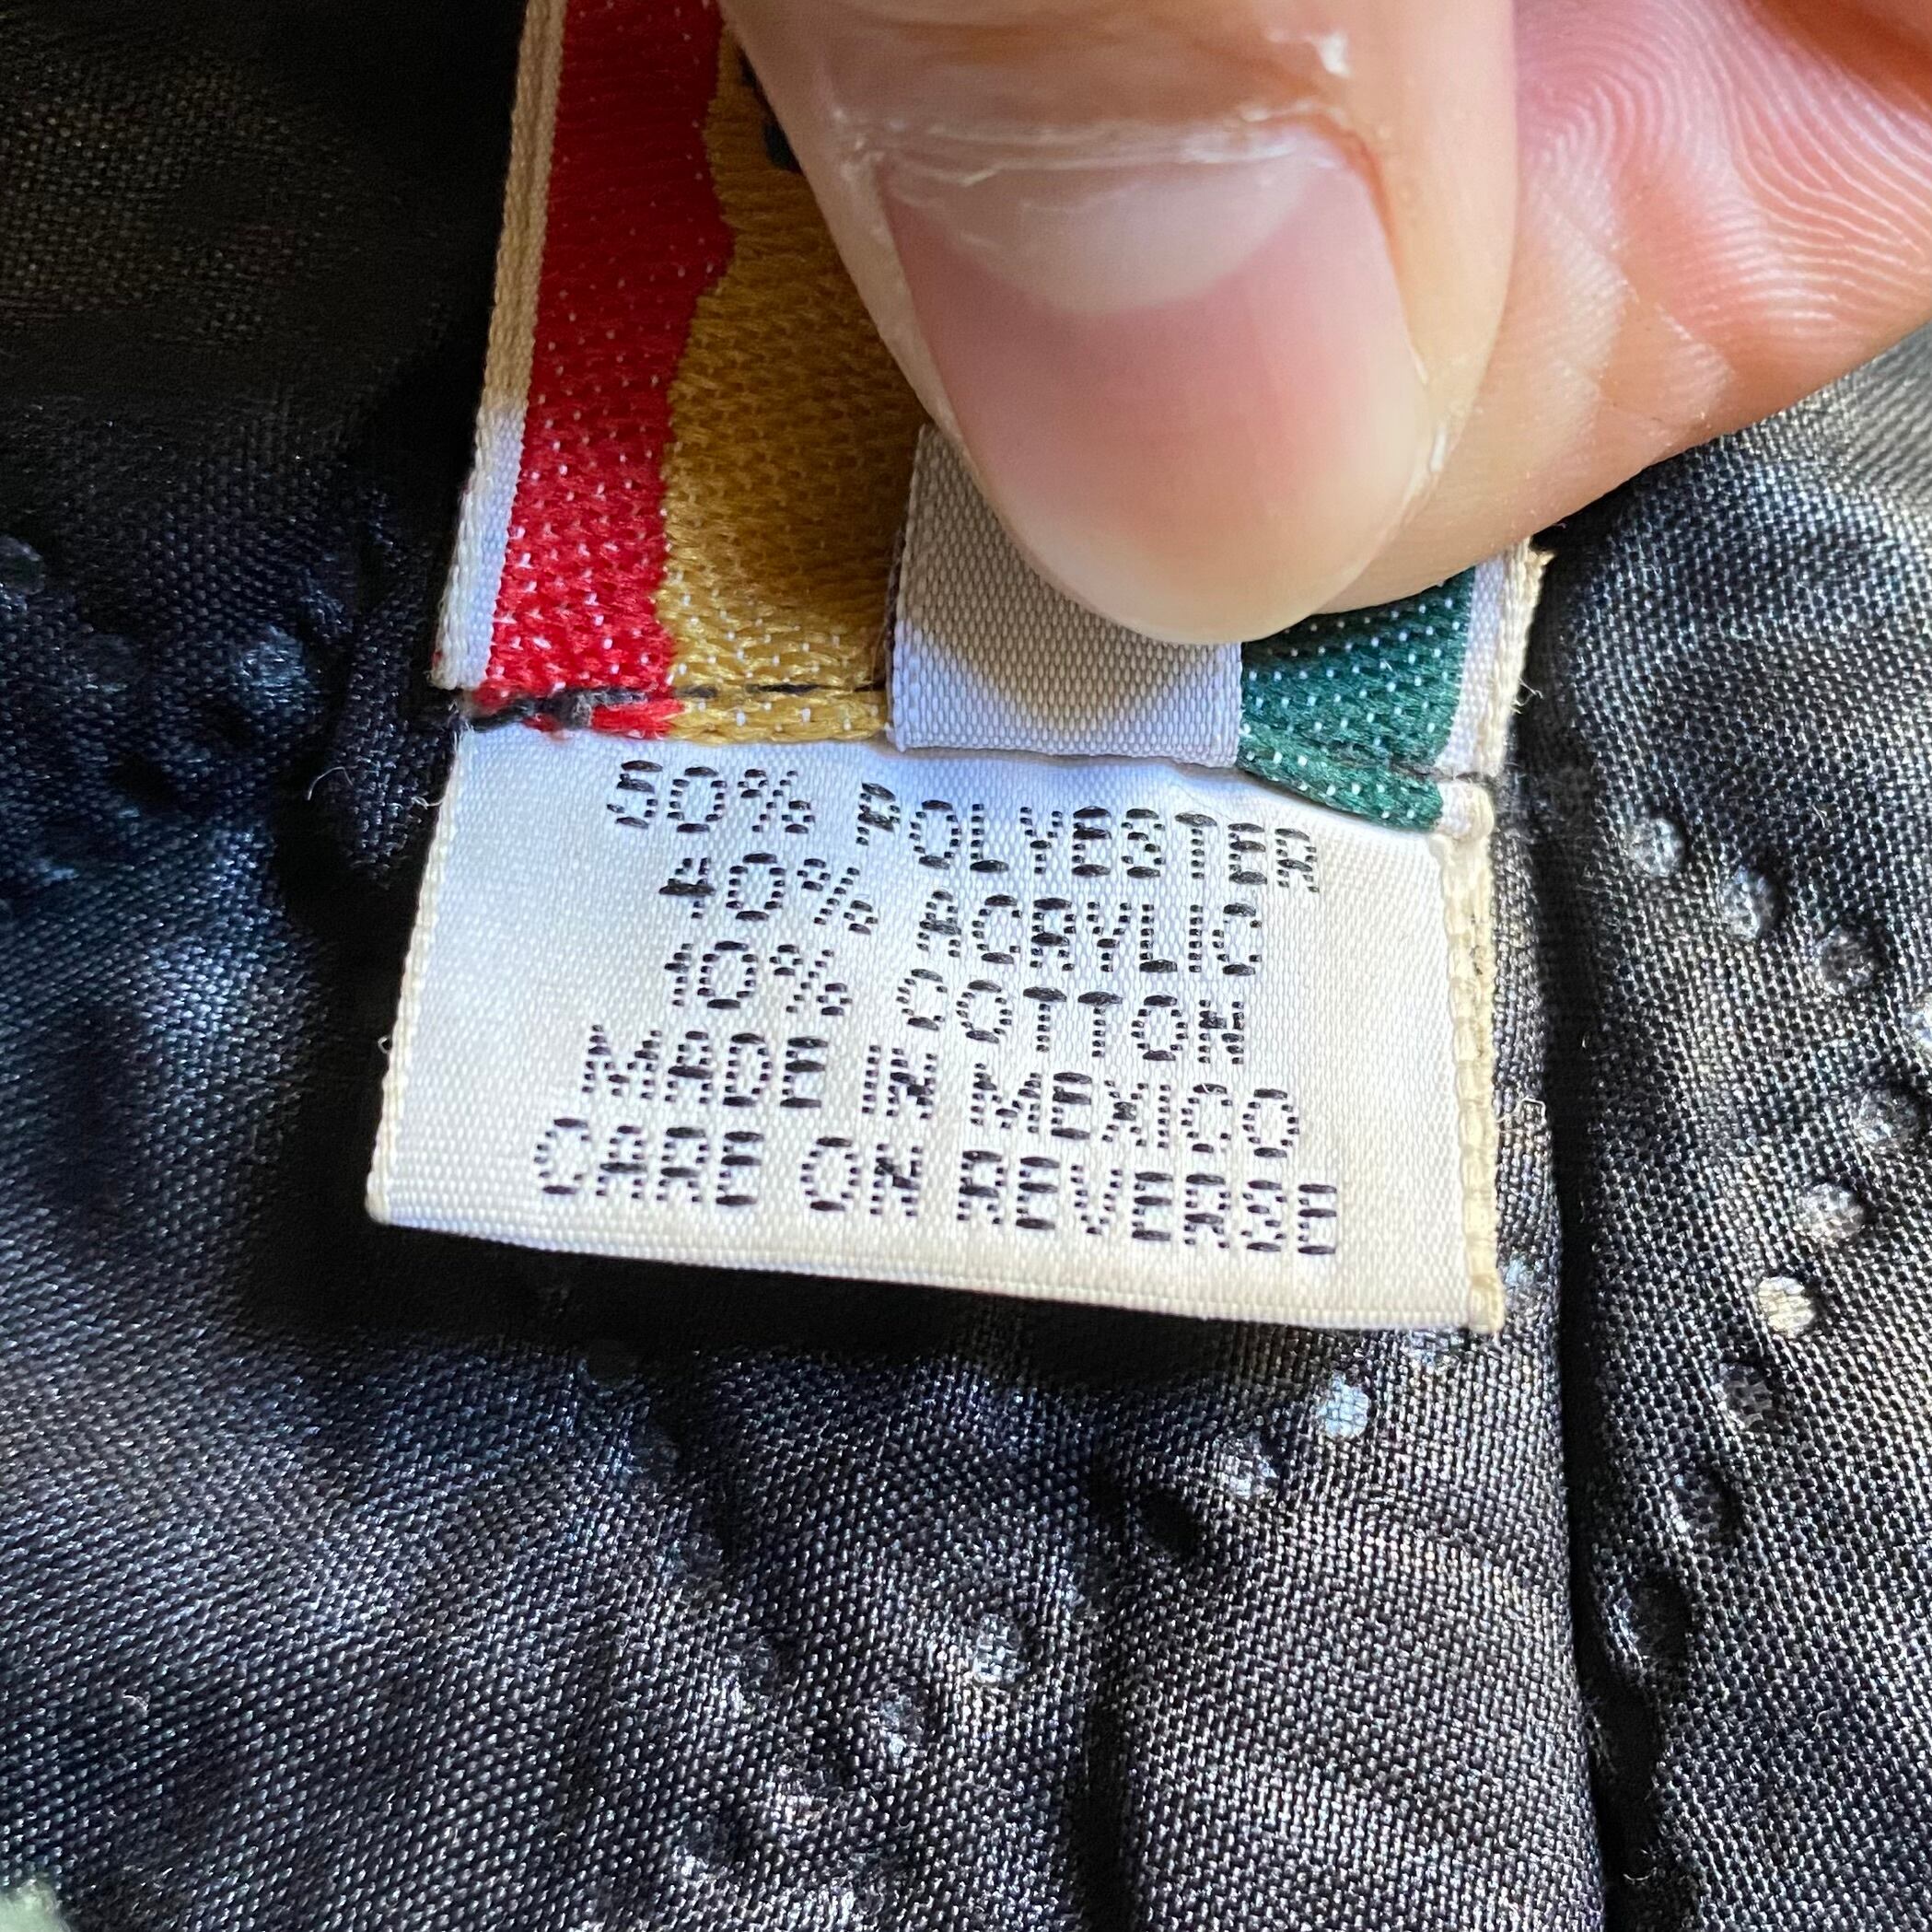 50% POLYESTER
40% ACRYLIC
10% COTTON
MADE IN MEXICO
CARE ON REVERSE